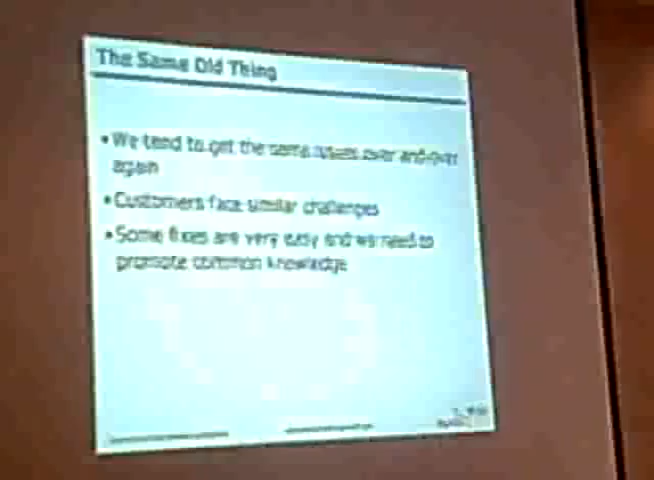 The Same Old Thing
• We tend to get the same issues over and over
again
• Customers face similar challenges
• Some fixes are very easy and we need to
promote common knowledge